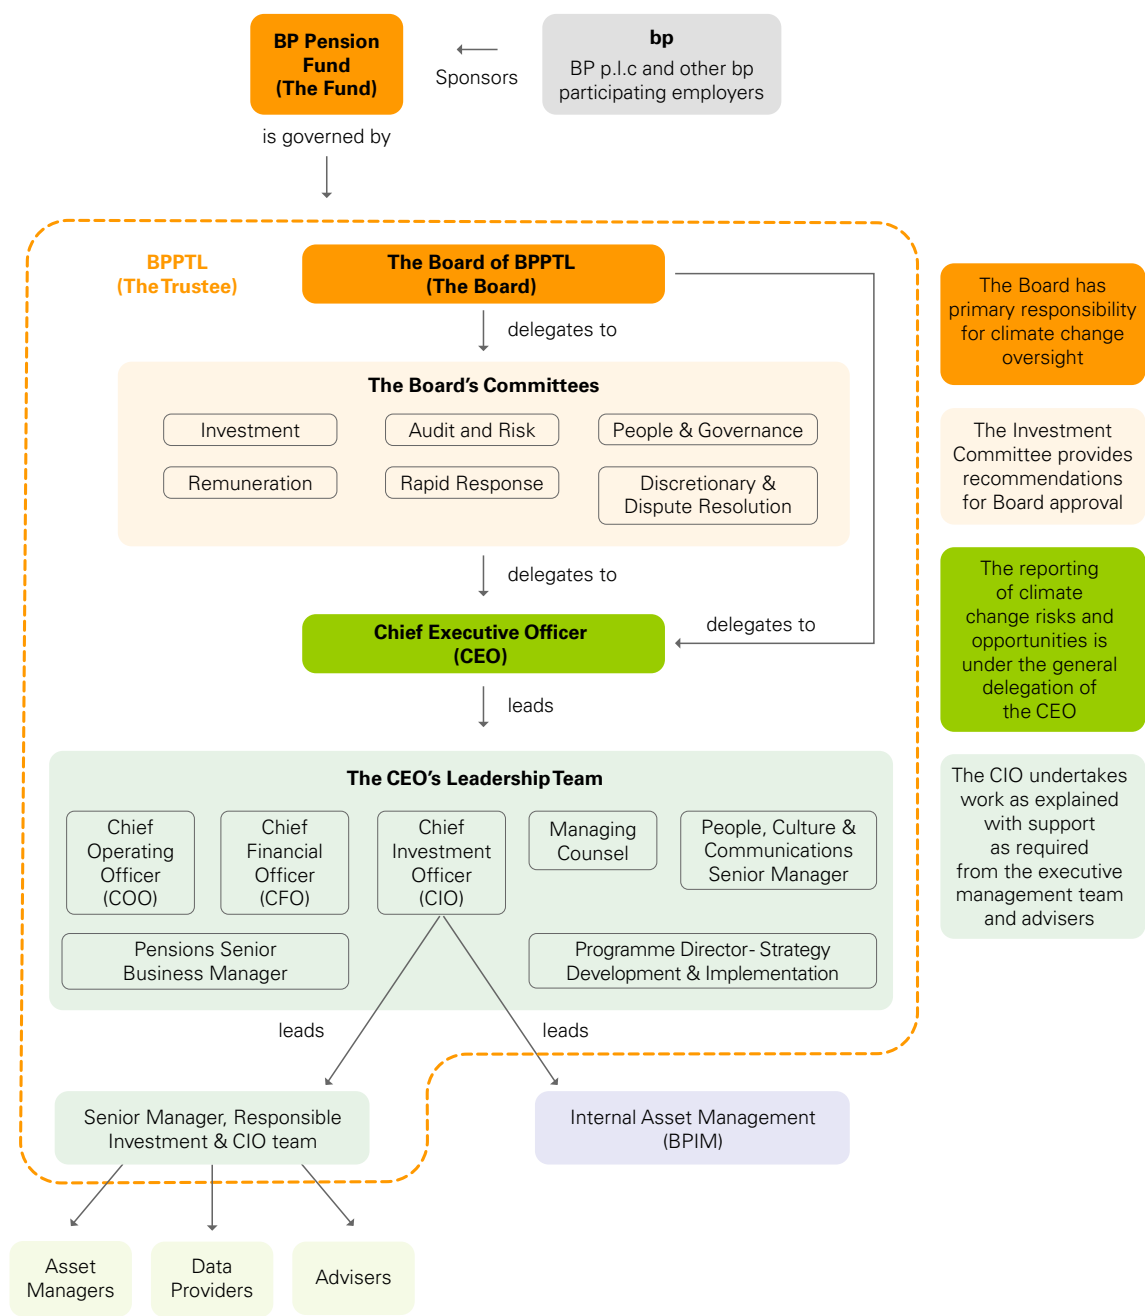 BP Pension
Fund
(The Fund)
Sponsors
bp
BP p.l.c and other bp
participating employers
is governed by
BPPTL
(The Trustee)
The Board of BPPTL
(The Board)
delegates to
The Board's Committees
Investment
Audit and Risk
People & Governance
Remuneration
Rapid Response
Discretionary &
Dispute Resolution
delegates to
delegates to
Chief Executive Officer
(CEO)
leads
The CEO's Leadership Team
Chief
Operating
Officer
(COO)
Chief
Financial
Officer
(CFO)
Chief
Investment
Officer
(CIO)
Managing
Counsel
People, Culture &
Communications
Senior Manager
Pensions Senior
Business Manager
Programme Director- Strategy
Development & Implementation
leads
leads
Senior Manager, Responsible
Investment & CIO team
Internal Asset Management
(BPIM)
Asset
Managers
Data
Providers
Advisers
The Board has
primary responsibility
for climate change
oversight
The Investment
Committee provides
recommendations
for Board approval
The reporting
of climate
change risks and
opportunities is
under the general
delegation of
the CEO
The CIO undertakes
work as explained
with support
as required
from the executive
management team
and advisers